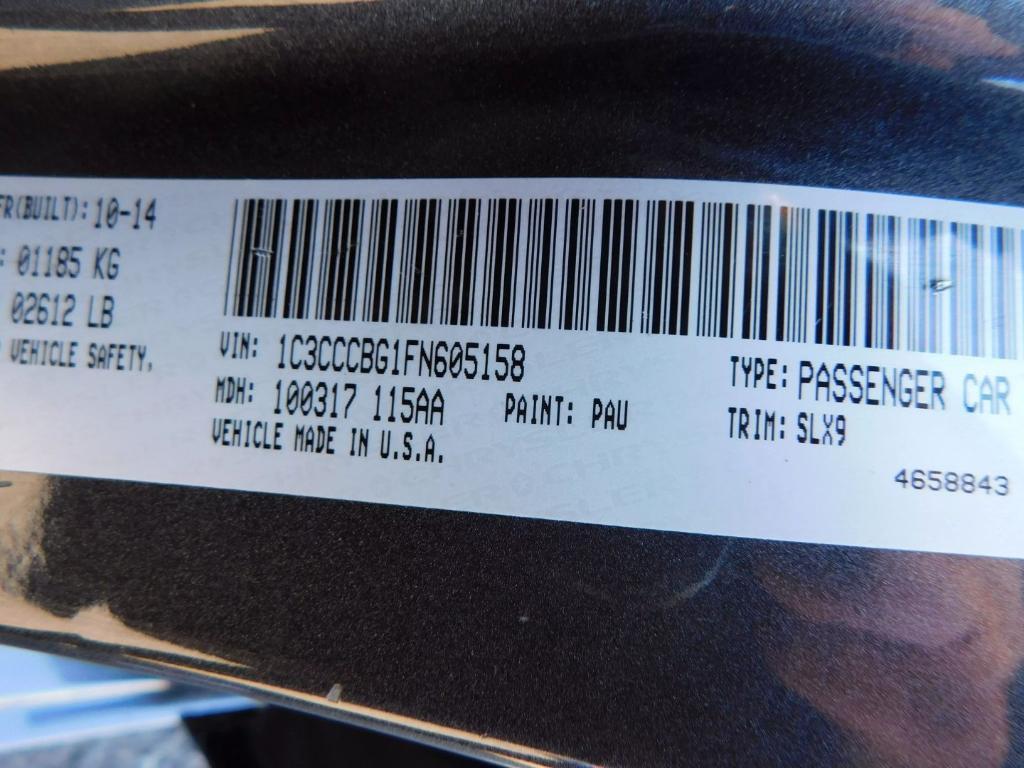 FR(BUILT): 10-14
: 01185 KG
02612 LB
VEHICLE SAFETY.
VIN: 1C3CCCBG1FN605158
TYPE: PASSENGER CAR
MDH: 100317 115AA PAINT: PAU
TRIM: SLX9
VEHICLE MADE IN U.S.A.
4658843